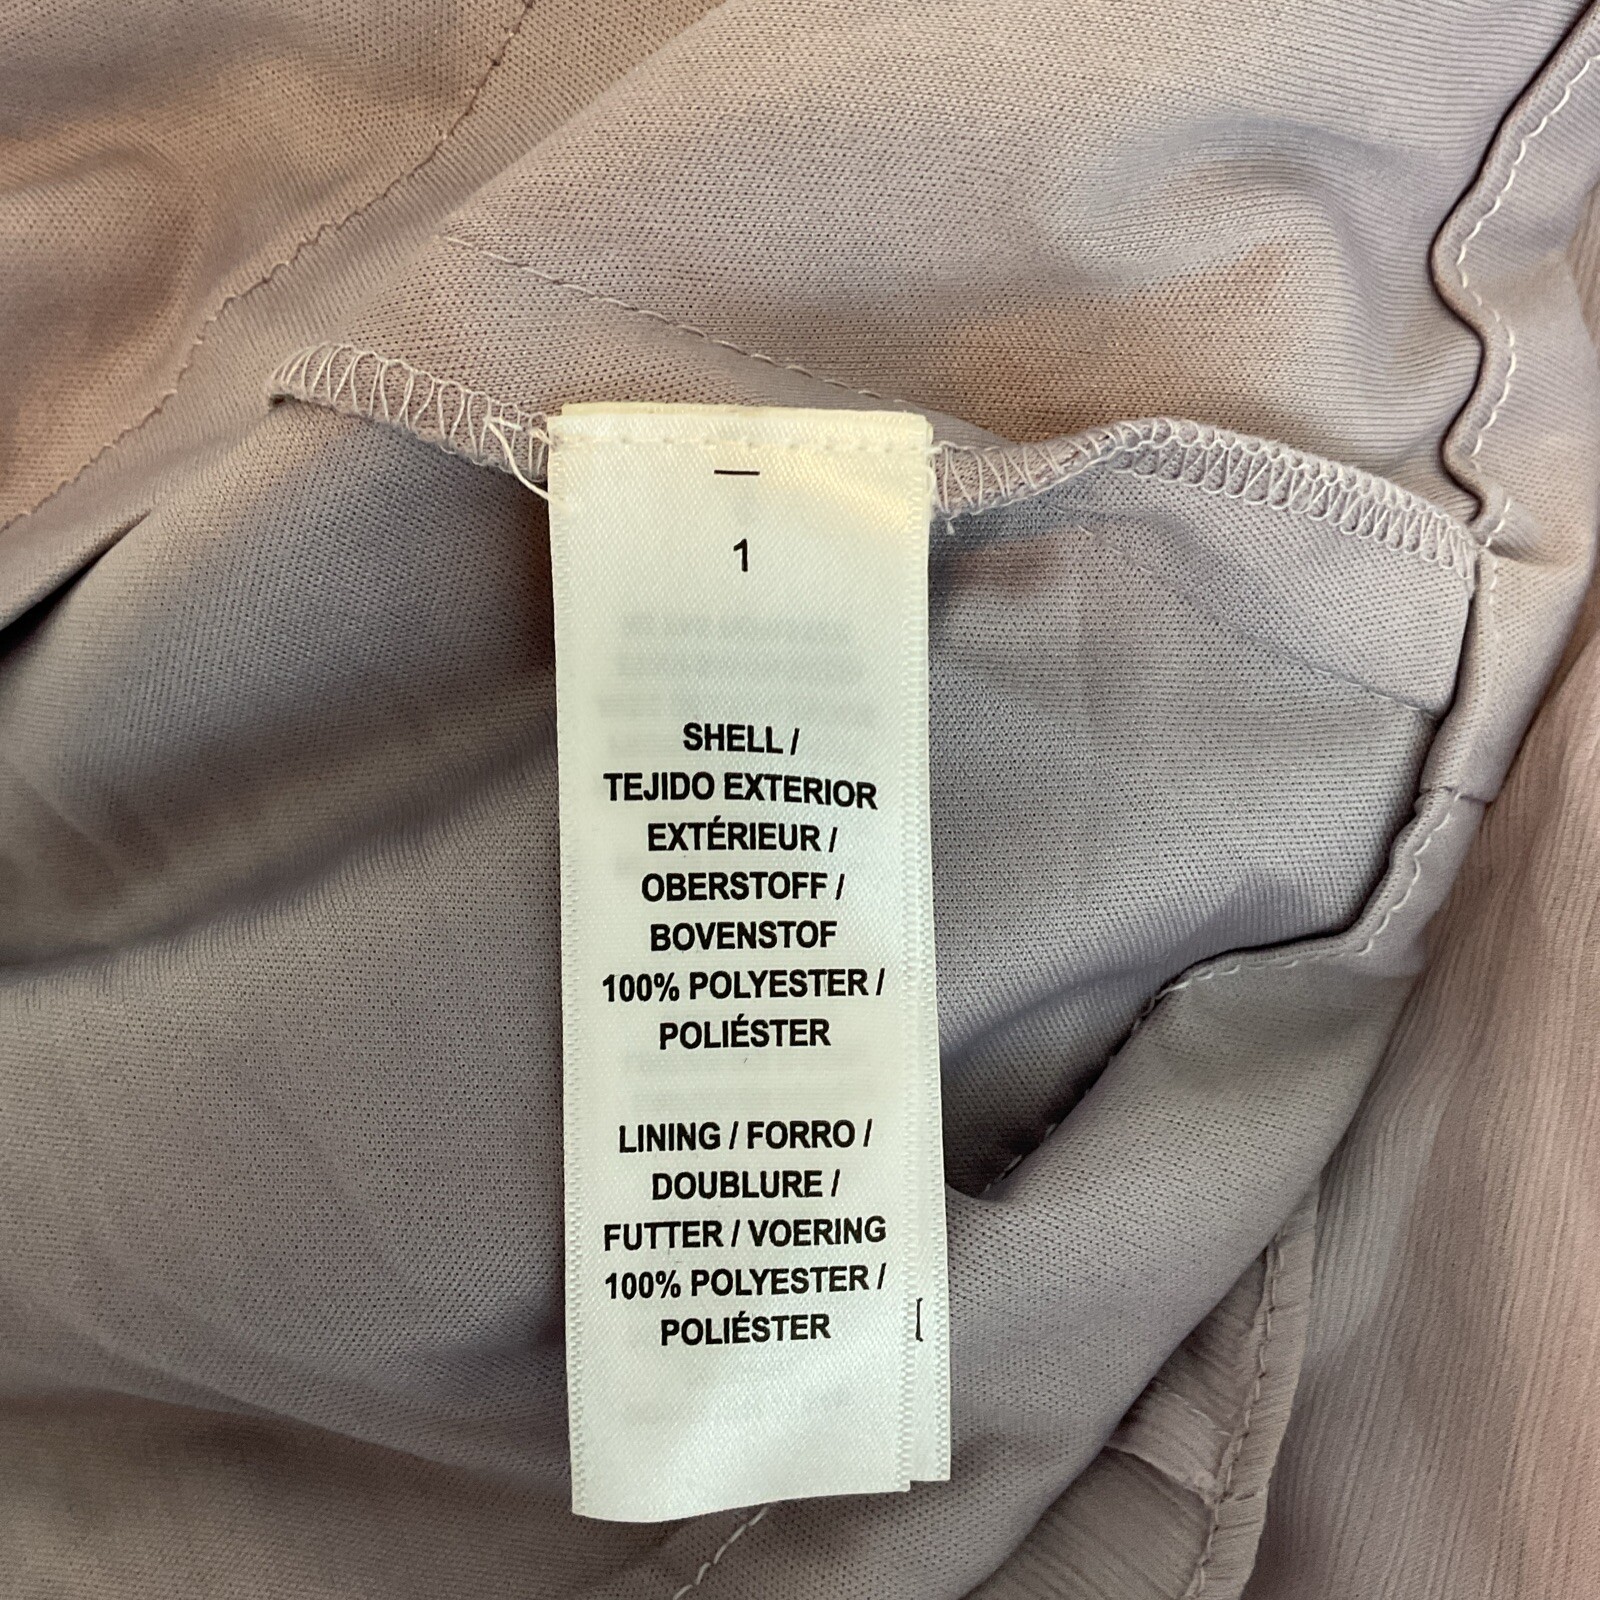 1
SHELL /
TEJIDO EXTERIOR
EXTÉRIEUR /
OBERSTOFF /
BOVENSTOF
100% POLYESTER /
POLIÉSTER
LINING / FORRO /
DOUBLURE /
FUTTER / VOERING
100% POLYESTER /
POLIÉSTER